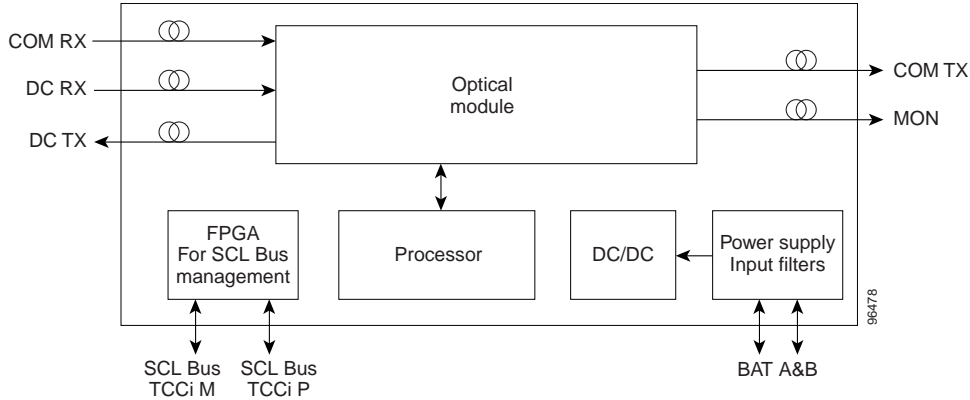 COM RX
DC RX
DC TX
Optical
module
COM TX
MON
FPGA
For SCL Bus
management
Processor
DC/DC
Power supply
Input filters
96478
SCL Bus
TCCi M
SCL Bus
TCCi P
BAT A&B